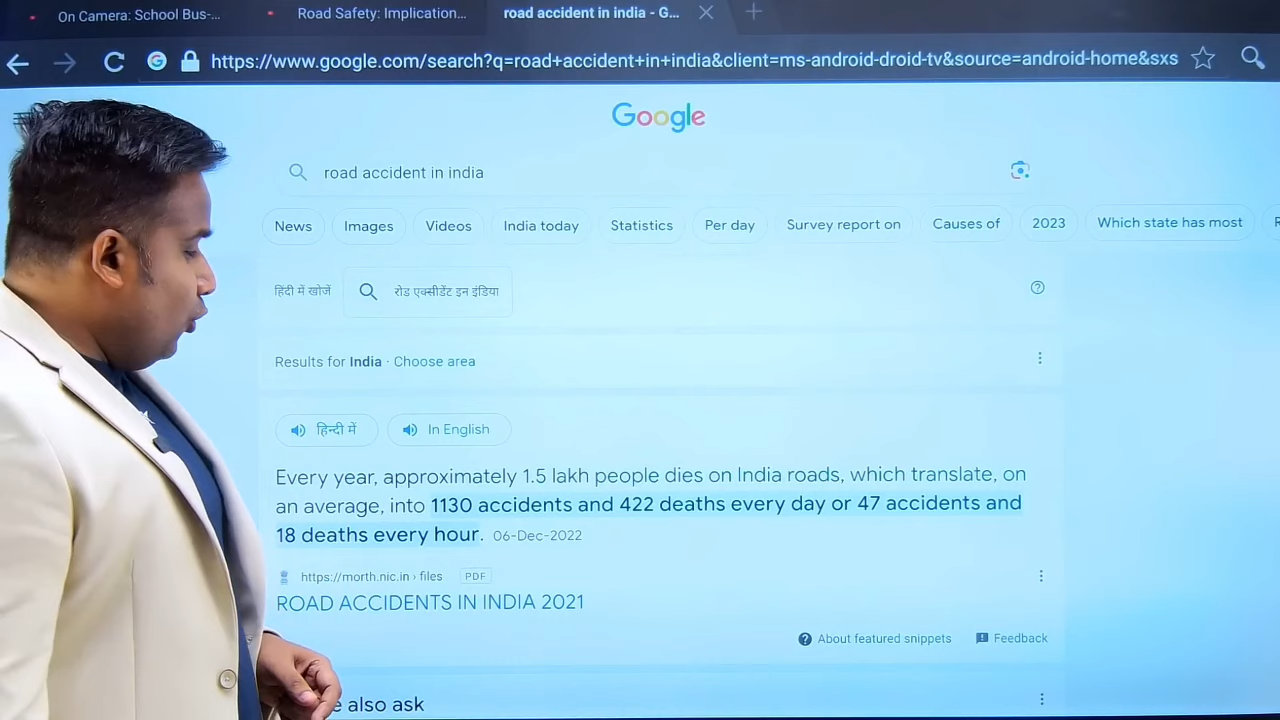 On Camera: School Bus-...
Road Safety: Implication...
road accident in india - G...
https://www.google.com/search?q=road+accident+in+india&client=ms-android-droid-tv&source=android-home&sxs
Google
road accident in india
News
Images
Videos
India today
Statistics
Per day
Survey report on
Causes of
2023
Which state has most
हिंदी में खोजें
रोड एक्सीडेंट इन इंडिया
Results for India · Choose area
हिन्दी में
In English
Every year, approximately 1.5 lakh people dies on India roads, which translate, on
an average, into 1130 accidents and 422 deaths every day or 47 accidents and
18 deaths every hour. 06-Dec-2022
https://morth.nic.in › files PDF
ROAD ACCIDENTS IN INDIA 2021
About featured snippets
Feedback
also ask